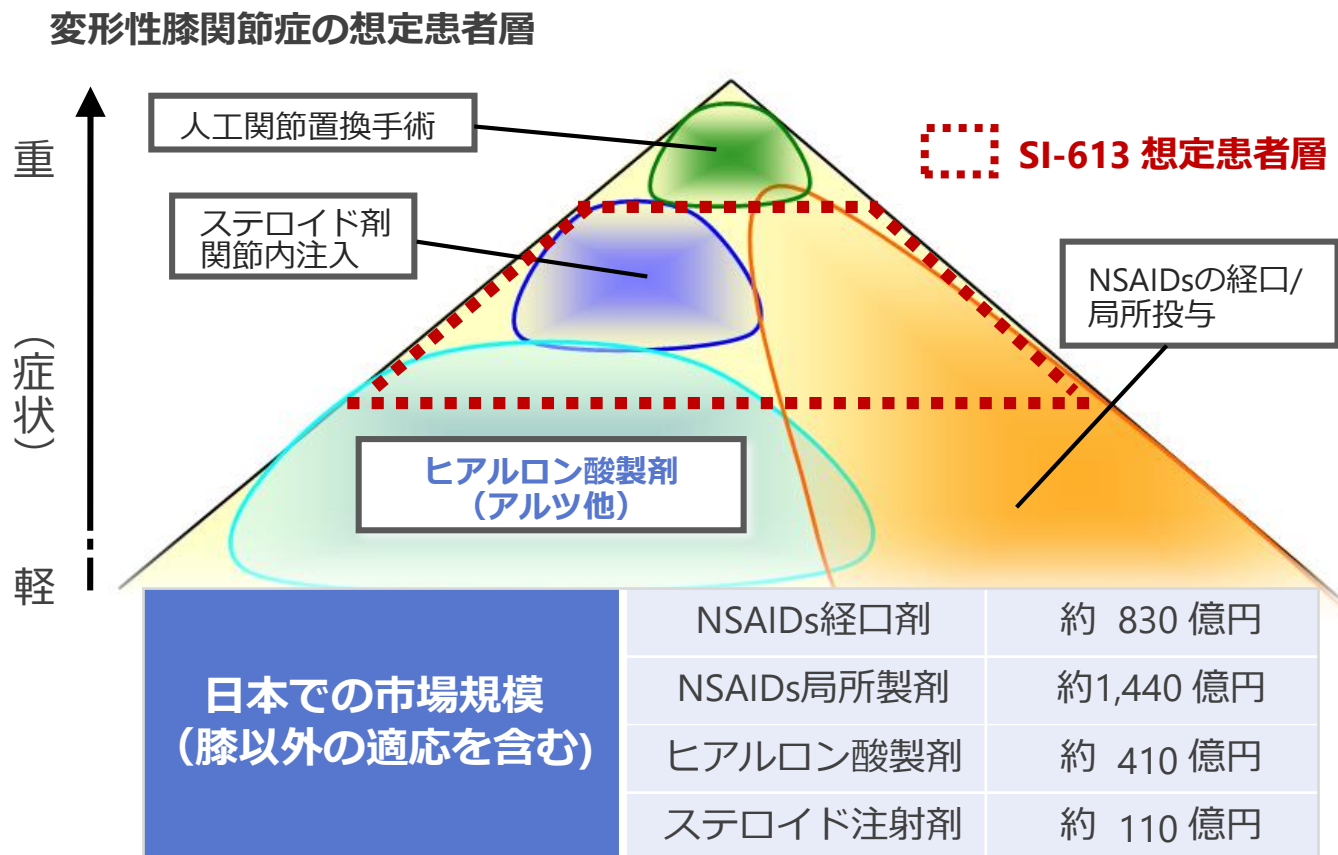 変形性膝関節症の想定患者層
人工関節置換手術
重
SI-613 想定患者層
ステロイド剤
関節内注入
NSAIDsの経口/
局所投与
（症状）
ヒアルロン酸製剤
（アルツ他）
軽
日本での市場規模
（膝以外の適応を含む)
NSAIDs経口剤 約 830 億円
NSAIDs局所製剤 約1,440 億円
ヒアルロン酸製剤 約 410 億円
ステロイド注射剤 約 110 億円